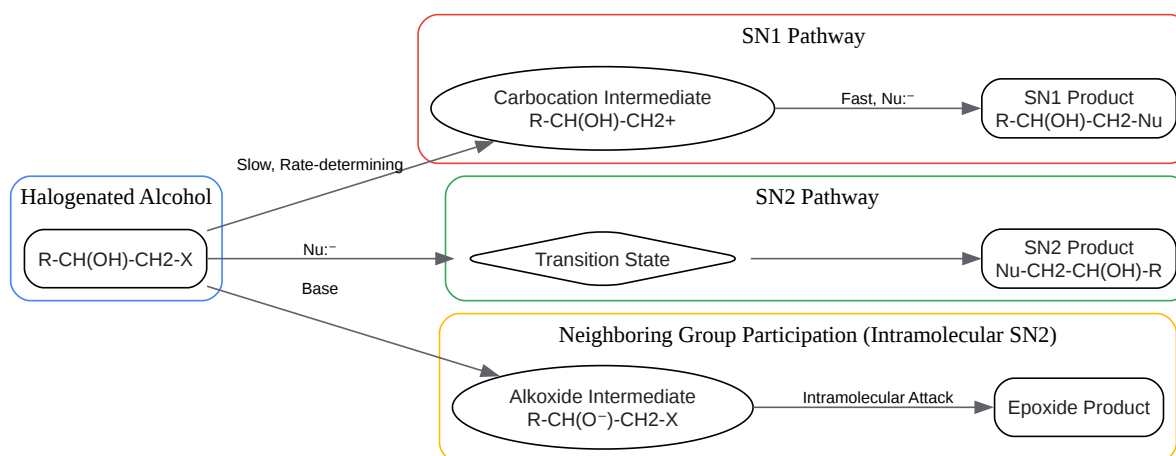 SN1 Pathway
Carbocation Intermediate
R-CH(OH)-CH2+
Fast, Nu:⁻
SN1 Product
R-CH(OH)-CH2-Nu
Slow, Rate-determining
Halogenated Alcohol
R-CH(OH)-CH2-X
SN2 Pathway
Nu:⁻
Transition State
SN2 Product
Nu-CH2-CH(OH)-R
Base
Neighboring Group Participation (Intramolecular SN2)
Alkoxide Intermediate
R-CH(O⁻)-CH2-X
Intramolecular Attack
Epoxide Product